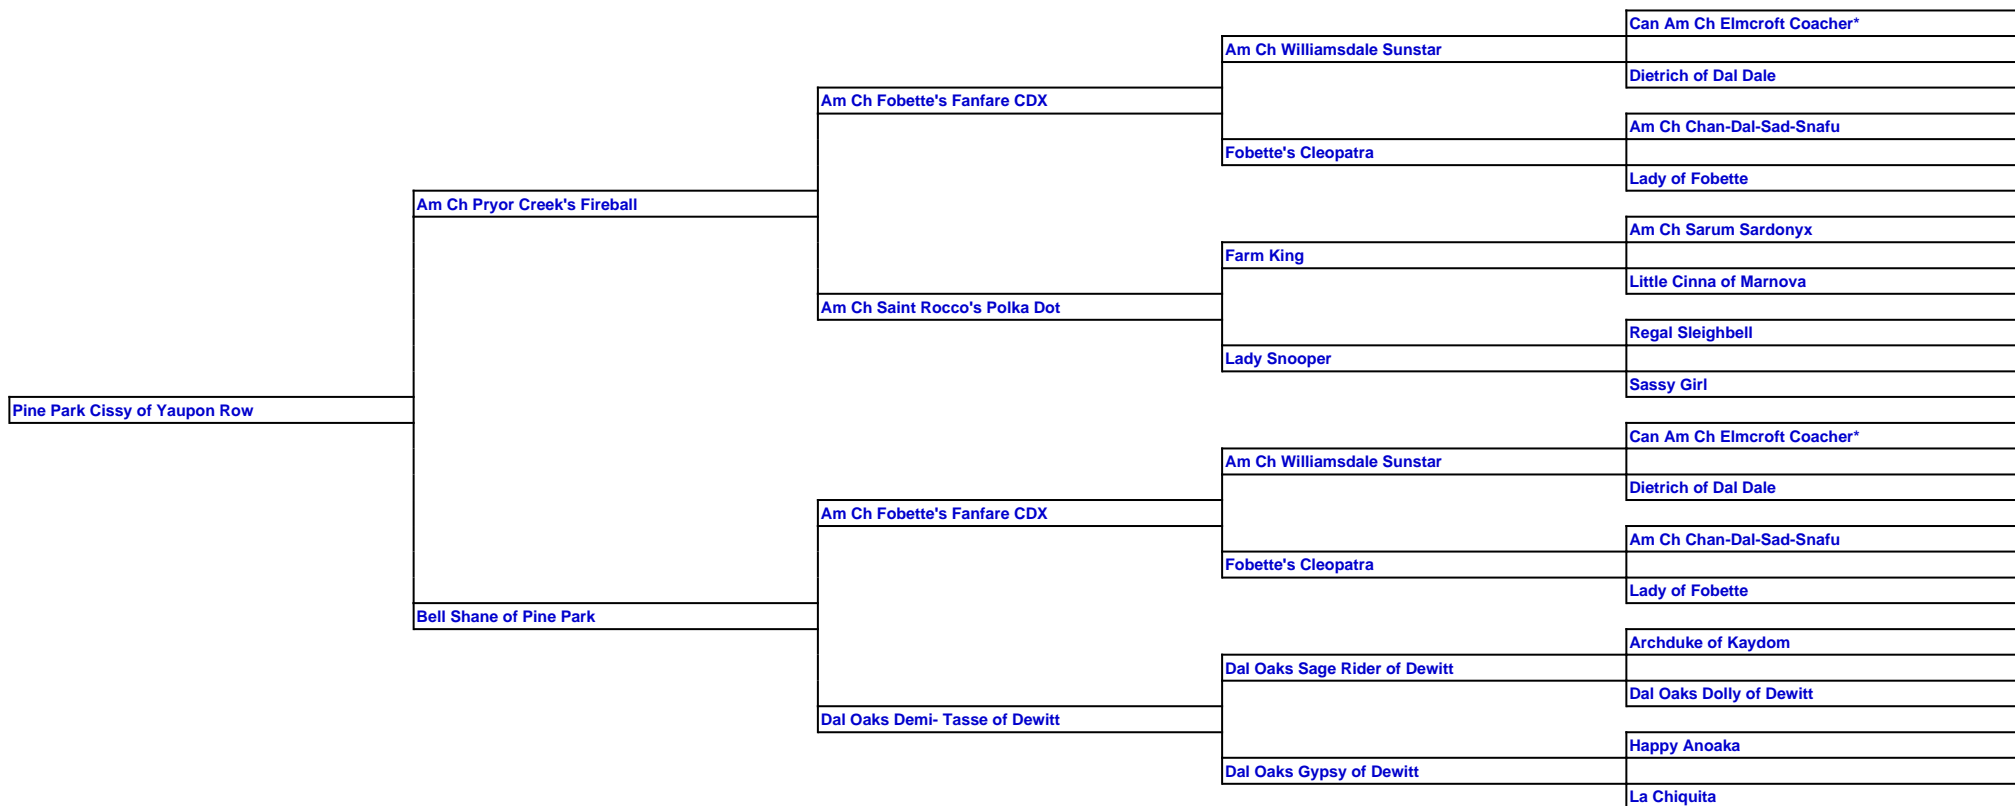 Can Am Ch Elmcroft Coacher*
Am Ch Williamsdale Sunstar
Dietrich of Dal Dale
Am Ch Fobette's Fanfare CDX
Am Ch Chan-Dal-Sad-Snafu
Fobette's Cleopatra
Lady of Fobette
Am Ch Pryor Creek's Fireball
Am Ch Sarum Sardonyx
Farm King
Little Cinna of Marnova
Am Ch Saint Rocco's Polka Dot
Regal Sleighbell
Lady Snooper
Sassy Girl
Pine Park Cissy of Yaupon Row
Can Am Ch Elmcroft Coacher*
Am Ch Williamsdale Sunstar
Dietrich of Dal Dale
Am Ch Fobette's Fanfare CDX
Am Ch Chan-Dal-Sad-Snafu
Fobette's Cleopatra
Lady of Fobette
Bell Shane of Pine Park
Archduke of Kaydom
Dal Oaks Sage Rider of Dewitt
Dal Oaks Dolly of Dewitt
Dal Oaks Demi- Tasse of Dewitt
Happy Anoaka
Dal Oaks Gypsy of Dewitt
La Chiquita